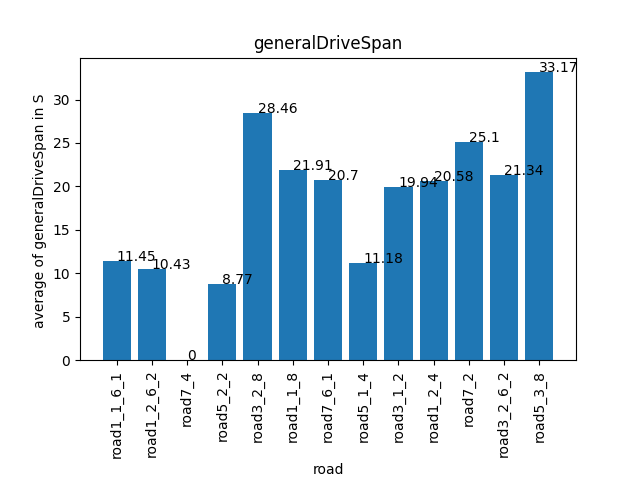 generalDriveSpan
average of generalDriveSpan in S
30
25
20
15
10
5
0
11.45
10.43
0
8.77
28.46
21.91
20.7
11.18
19.94
20.58
25.1
21.34
33.17
road1_1_6_1
road1_2_6_2
road7_4
road5_2_2
road3_2_8
road1_1_8
road7_6_1
road5_1_4
road3_1_2
road1_2_4
road7_2
road3_2_6_2
road5_3_8
road